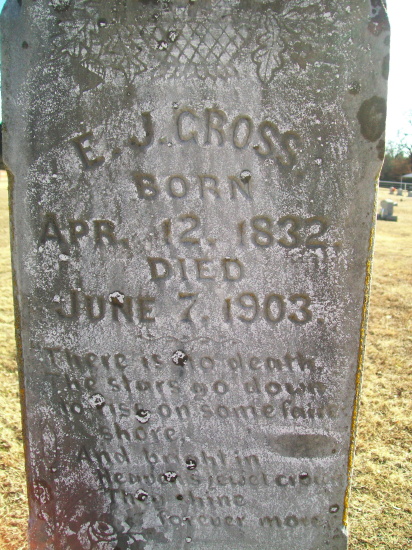 E. J. CROSS.
BORN
APR. 12. 1832.
DIED
JUNE 7. 1903.
There is no death
The stars go down
To rise on some fairer
shore.
And bright in
Heaven's jewel crown
They shine
forever more.